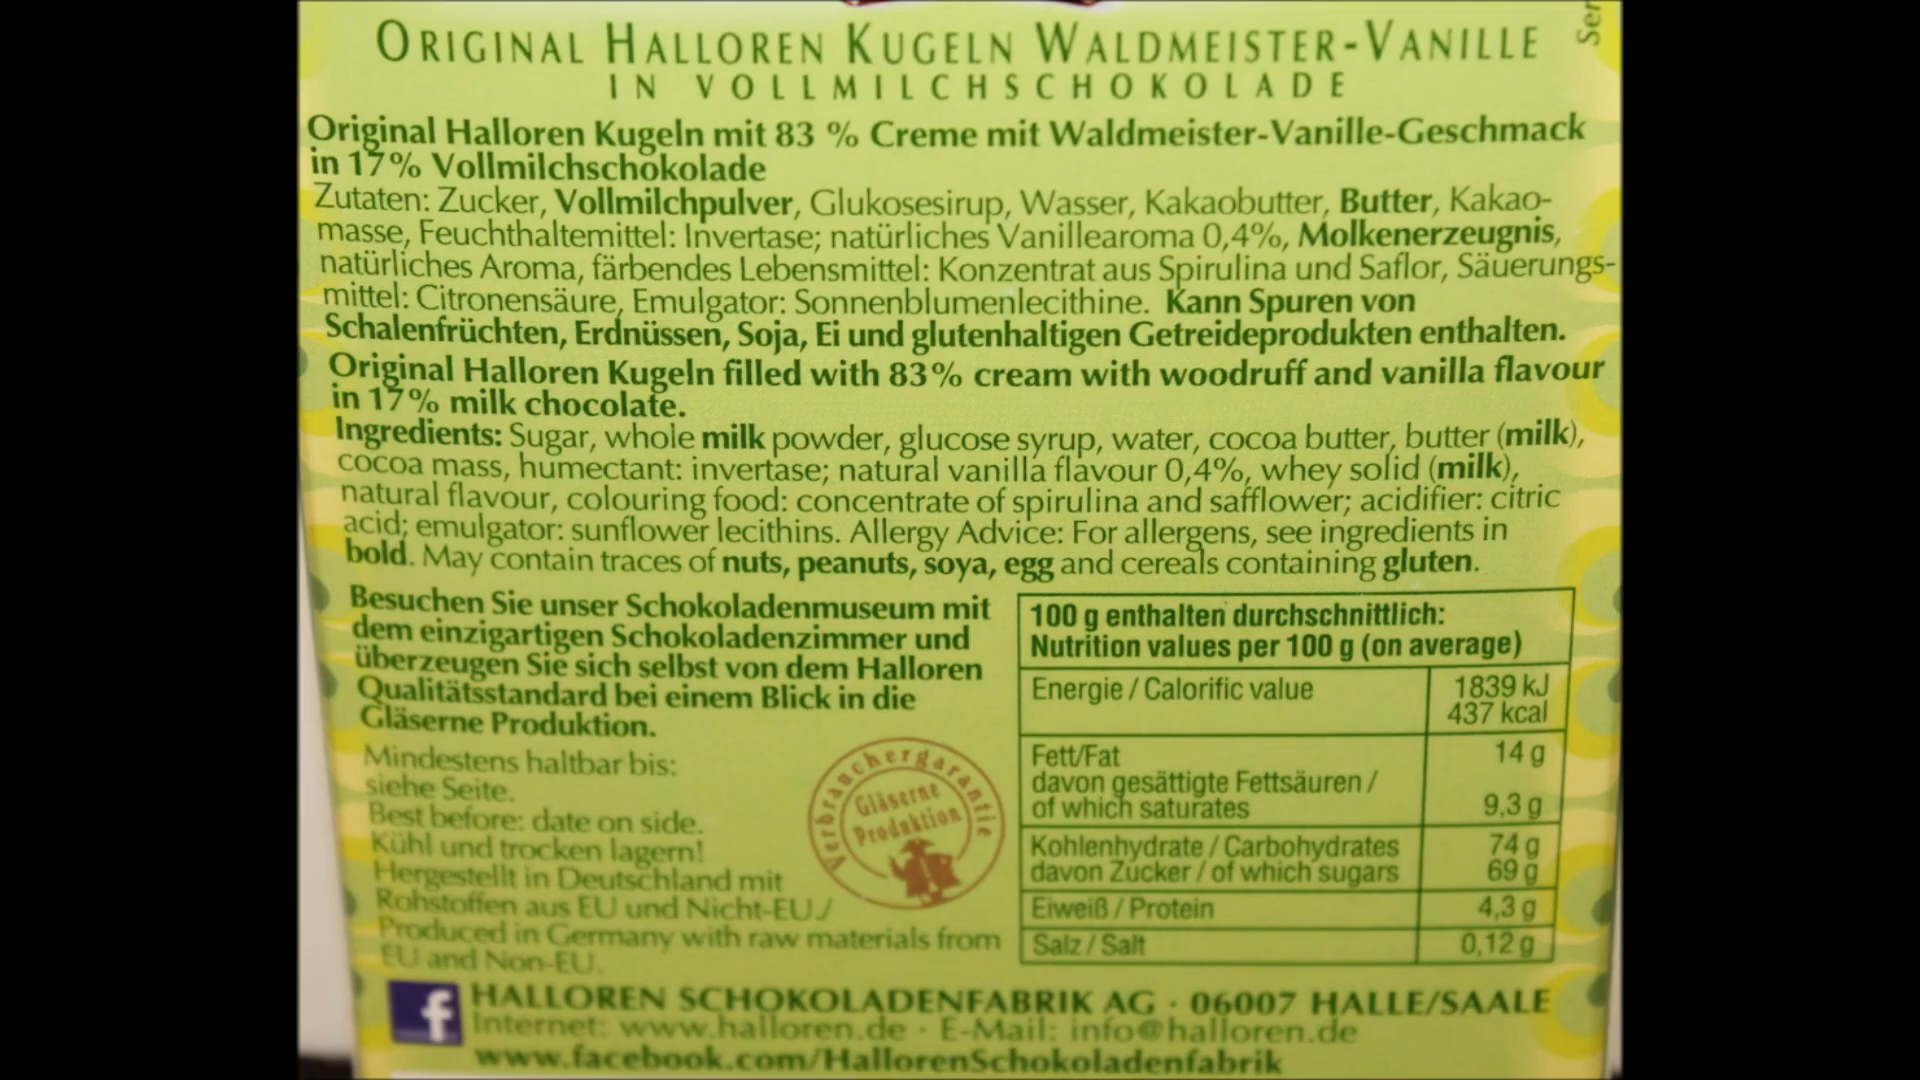 Ser
ORIGINAL HALLOREN KUGELN WALDMEISTER-VANILLE
IN VOLLMILCHSCHOKOLADE
Original Halloren Kugeln mit 83 % Creme mit Waldmeister-Vanille-Geschmack
in 17% Vollmilchschokolade
Zutaten: Zucker, Vollmilchpulver, Glukosesirup, Wasser, Kakaobutter, Butter, Kakao-
masse, Feuchthaltemittel: Invertase; natürliches Vanillearoma 0,4%, Molkenerzeugnis,
natürliches Aroma, färbendes Lebensmittel: Konzentrat aus Spirulina und Saflor, Säuerungs-
mittel: Citronensäure, Emulgator: Sonnenblumenlecithine. Kann Spuren von
Schalenfrüchten, Erdnüssen, Soja, Ei und glutenhaltigen Getreideprodukten enthalten.
Original Halloren Kugeln filled with 83% cream with woodruff and vanilla flavour
in 17% milk chocolate.
Ingredients: Sugar, whole milk powder, glucose syrup, water, cocoa butter, butter (milk),
cocoa mass, humectant: invertase; natural vanilla flavour 0,4%, whey solid (milk),
natural flavour, colouring food: concentrate of spirulina and safflower; acidifier: citric
acid; emulgator: sunflower lecithins. Allergy Advice: For allergens, see ingredients in
bold. May contain traces of nuts, peanuts, soya, egg and cereals containing gluten.
Besuchen Sie unser Schokoladenmuseum mit
dem einzigartigen Schokoladenzimmer und
überzeugen Sie sich selbst von dem Halloren
Qualitätsstandard bei einem Blick in die
Gläserne Produktion.
Mindestens haltbar bis:
siehe Seite.
Best before: date on side.
Kühl und trocken lagern!
Hergestellt in Deutschland mit
Rohstoffen aus EU und Nicht-EU./
Produced in Germany with raw materials from
EU and Non-EU.
Verbrauchergarantie
Gläserne
Produktion
100 g enthalten durchschnittlich:
Nutrition values per 100 g (on average)
Energie / Calorific value 1839 kJ
437 kcal
Fett/Fat 14 g
davon gesättigte Fettsäuren /
of which saturates 9,3 g
Kohlenhydrate / Carbohydrates 74 g
davon Zucker / of which sugars 69 g
Eiweiß / Protein 4,3 g
Salz / Salt 0,12 g
f
HALLOREN SCHOKOLADENFABRIK AG · 06007 HALLE/SAALE
Internet: www.halloren.de · E-Mail: info@halloren.de
www.facebook.com/HallorenSchokoladenfabrik